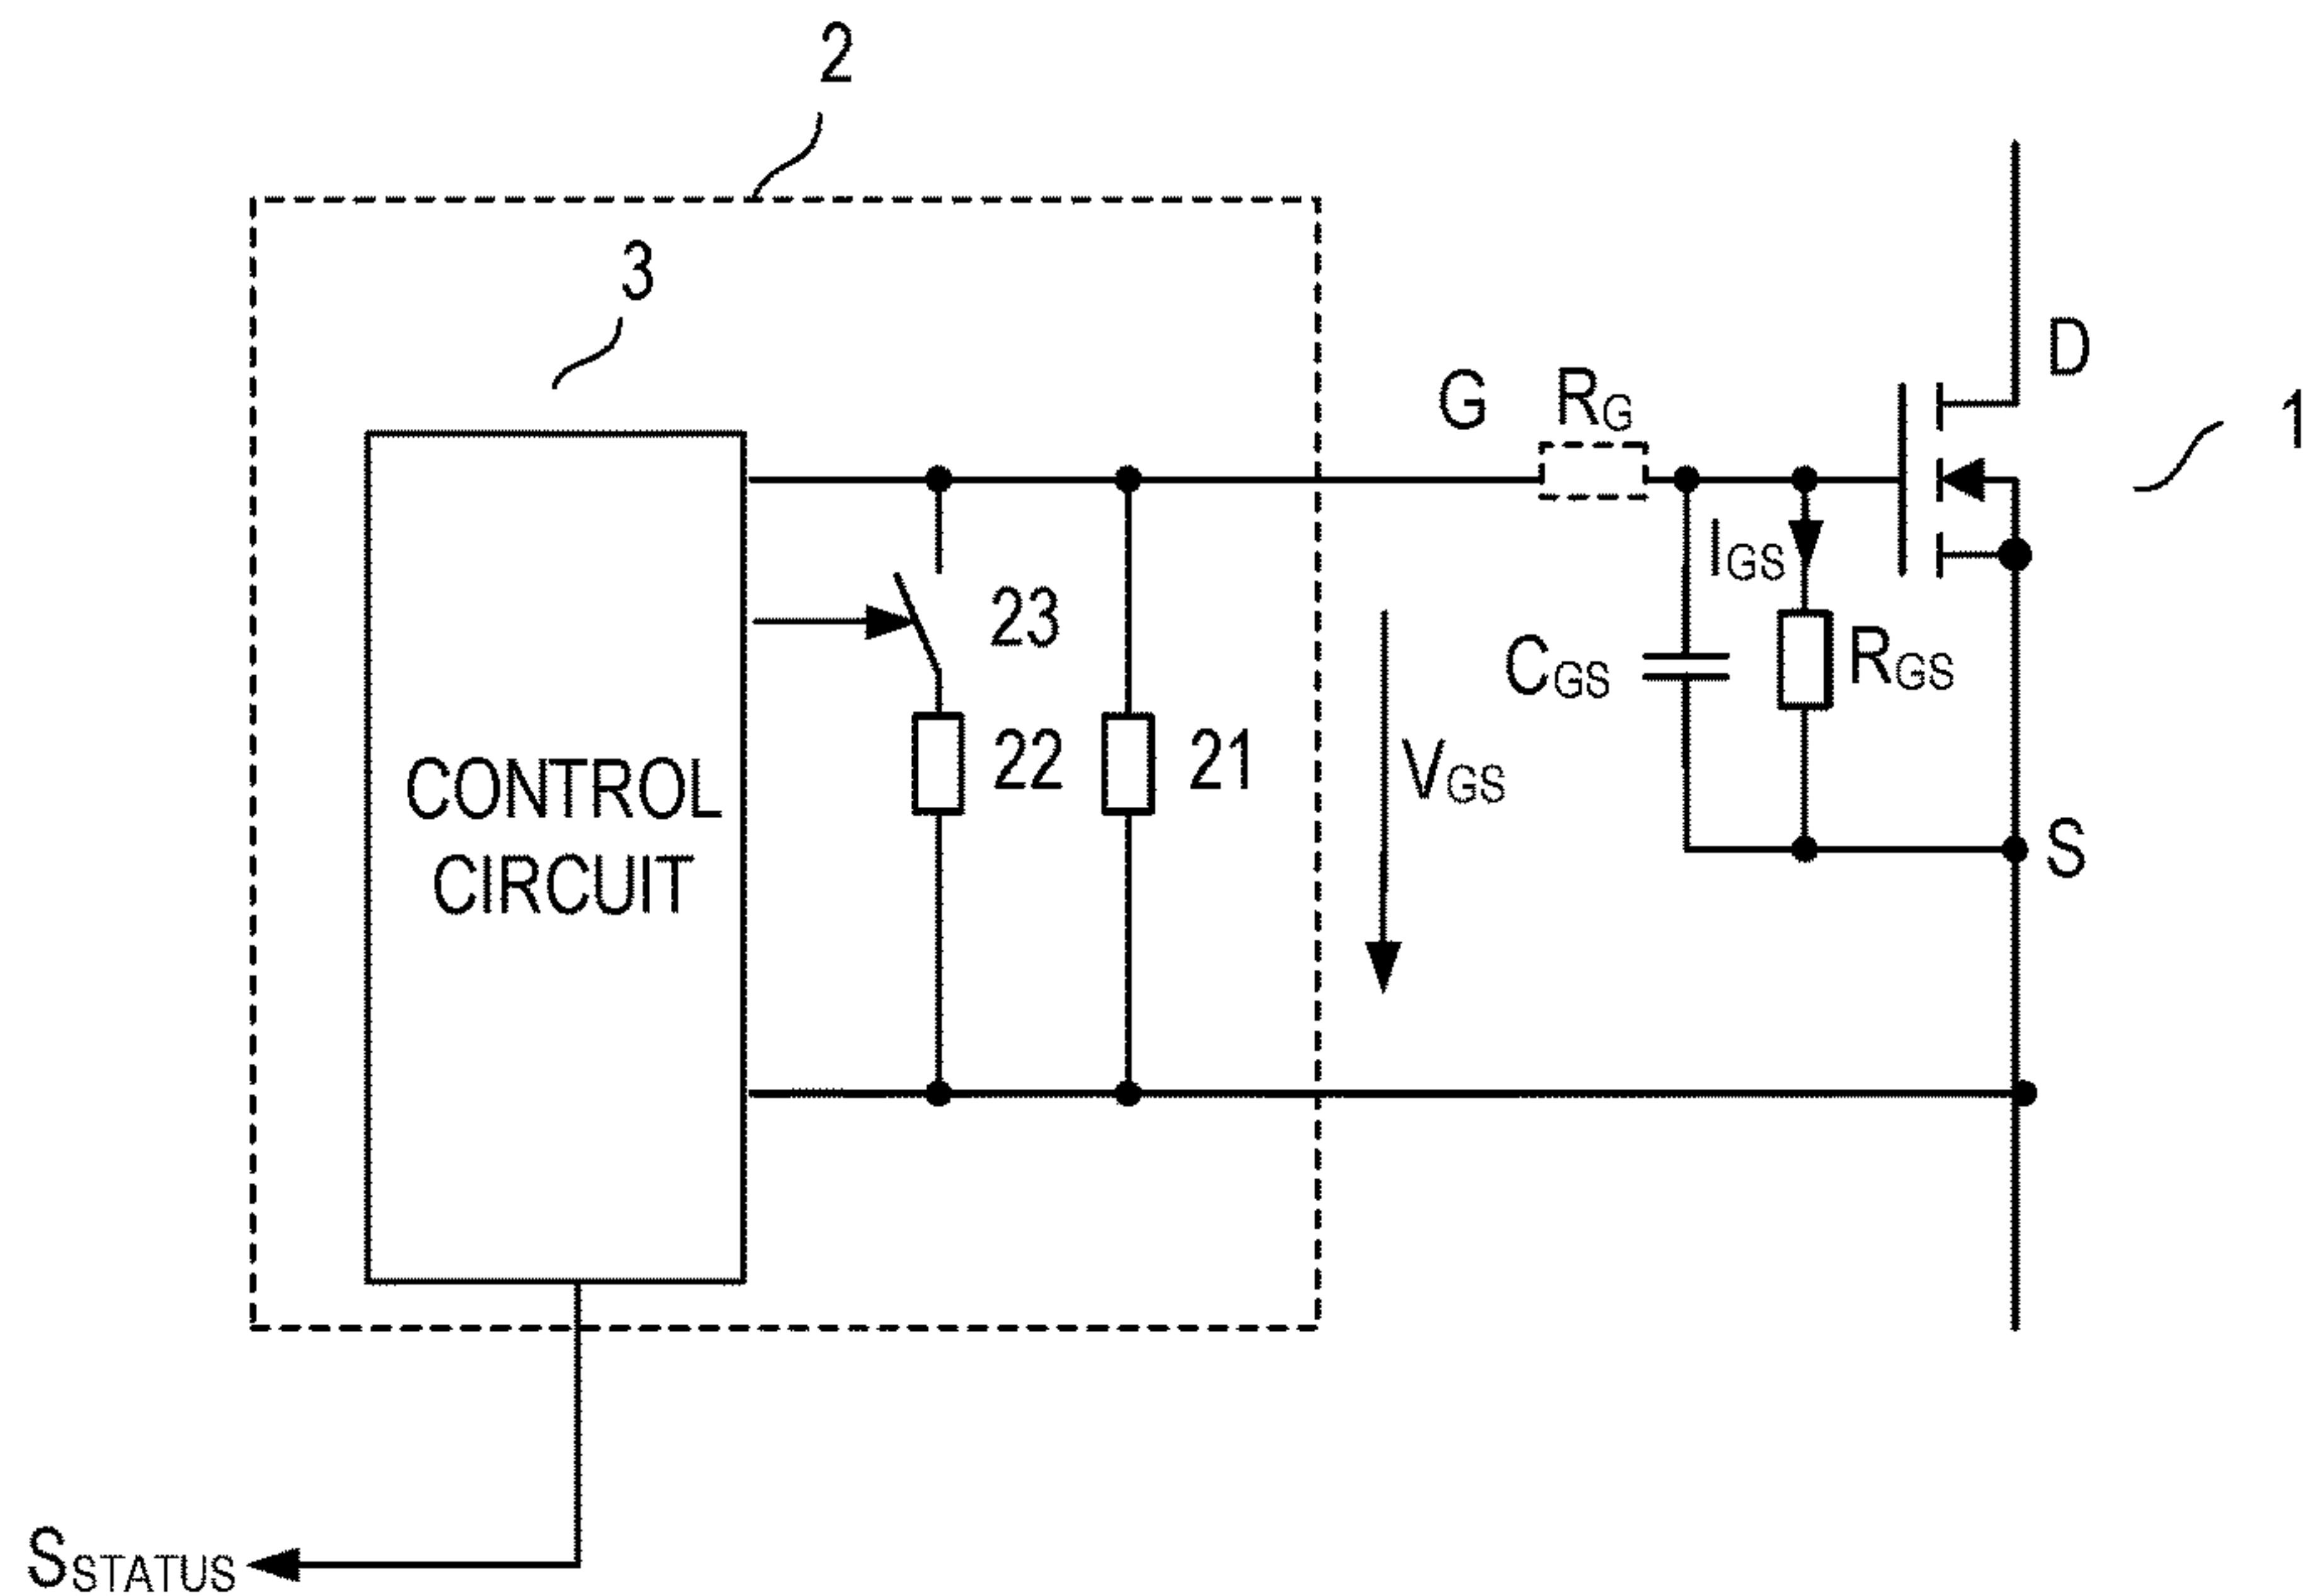 2
3
D
1
G
RG
IGS
23
CGS
RGS
22
21
VGS
CONTROL
CIRCUIT
S
SSTATUS